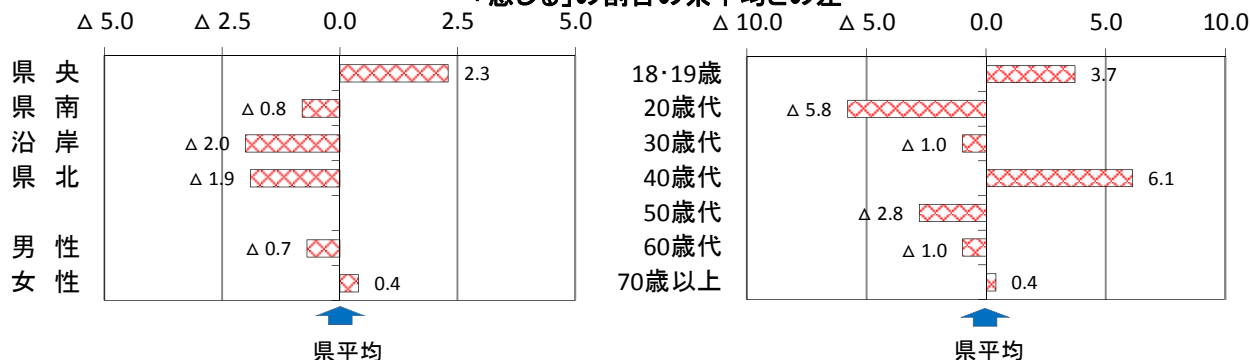 「感じる」の割合の県平均との差
△ 5.0 △ 2.5 0.0 2.5 5.0
県 央 2.3
県 南 △ 0.8
沿 岸 △ 2.0
県 北 △ 1.9
男 性 △ 0.7
女 性 0.4
県平均
△ 10.0 △ 5.0 0.0 5.0 10.0
18・19歳 3.7
20歳代 △ 5.8
30歳代 △ 1.0
40歳代 6.1
50歳代 △ 2.8
60歳代 △ 1.0
70歳以上 0.4
県平均